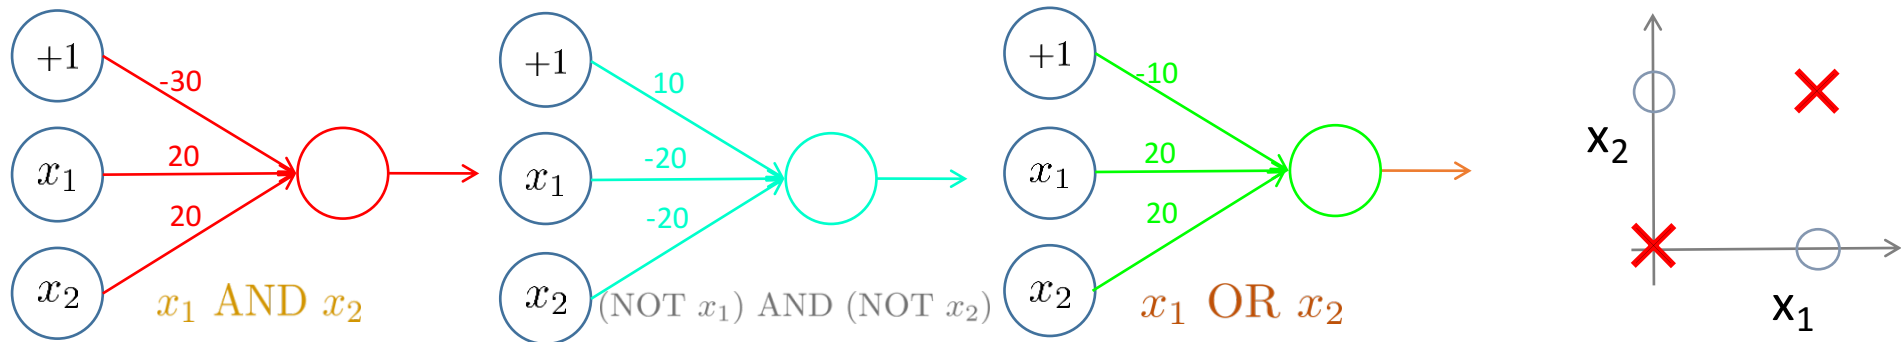 +1
-30
x₁
20
x₂
20
x₁ AND x₂
+1
10
x₁
-20
x₂
-20
(NOT x₁) AND (NOT x₂)
+1
-10
x₁
20
x₂
20
x₁ OR x₂
x₂
x₁